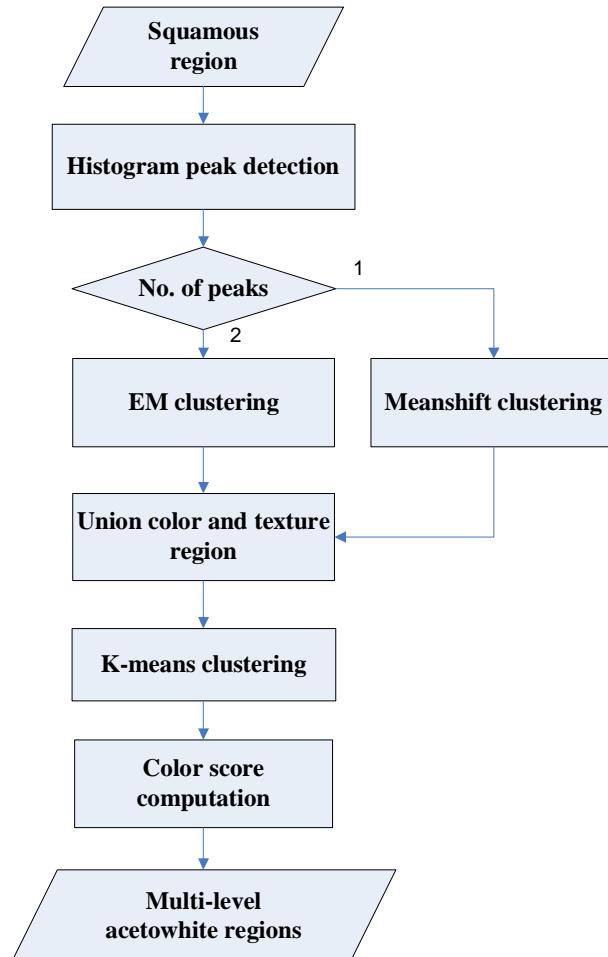 Squamous
region
Histogram peak detection
No. of peaks
1
2
EM clustering
Meanshift clustering
Union color and texture
region
K-means clustering
Color score
computation
Multi-level
acetowhite regions